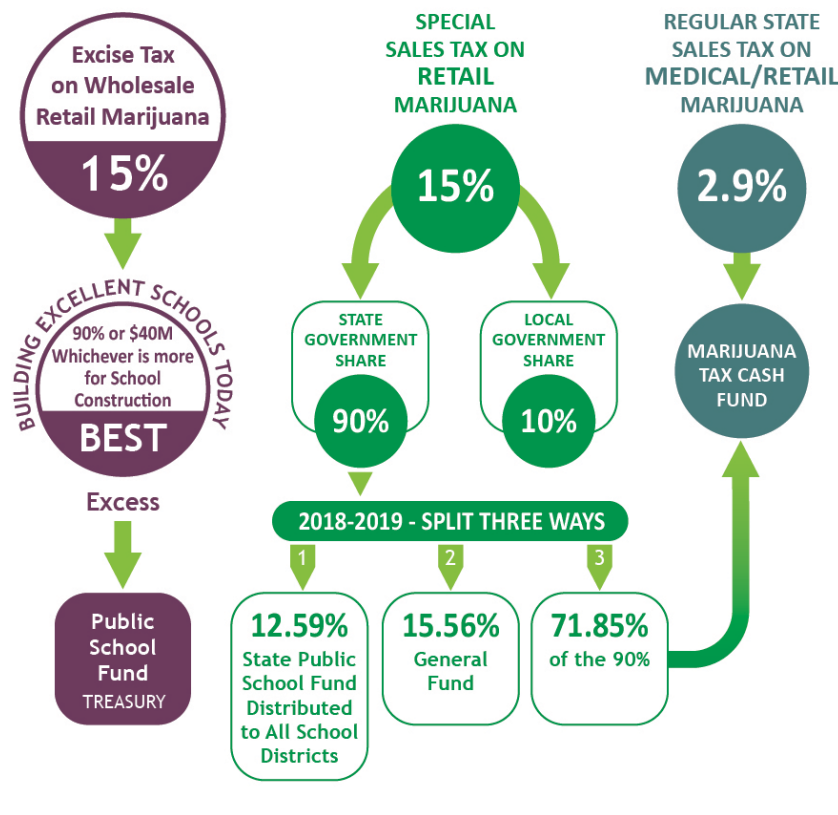 Excise Tax
on Wholesale
Retail Marijuana
15%
BUILDING EXCELLENT SCHOOLS TODAY
90% or $40M
Whichever is more
for School
Construction
BEST
Excess
Public
School
Fund
TREASURY
SPECIAL
SALES TAX ON
RETAIL
MARIJUANA
15%
STATE
GOVERNMENT
SHARE
90%
LOCAL
GOVERNMENT
SHARE
10%
2018-2019 - SPLIT THREE WAYS
1
12.59%
State Public
School Fund
Distributed
to All School
Districts
2
15.56%
General
Fund
3
71.85%
of the 90%
REGULAR STATE
SALES TAX ON
MEDICAL/RETAIL
MARIJUANA
2.9%
MARIJUANA
TAX CASH
FUND